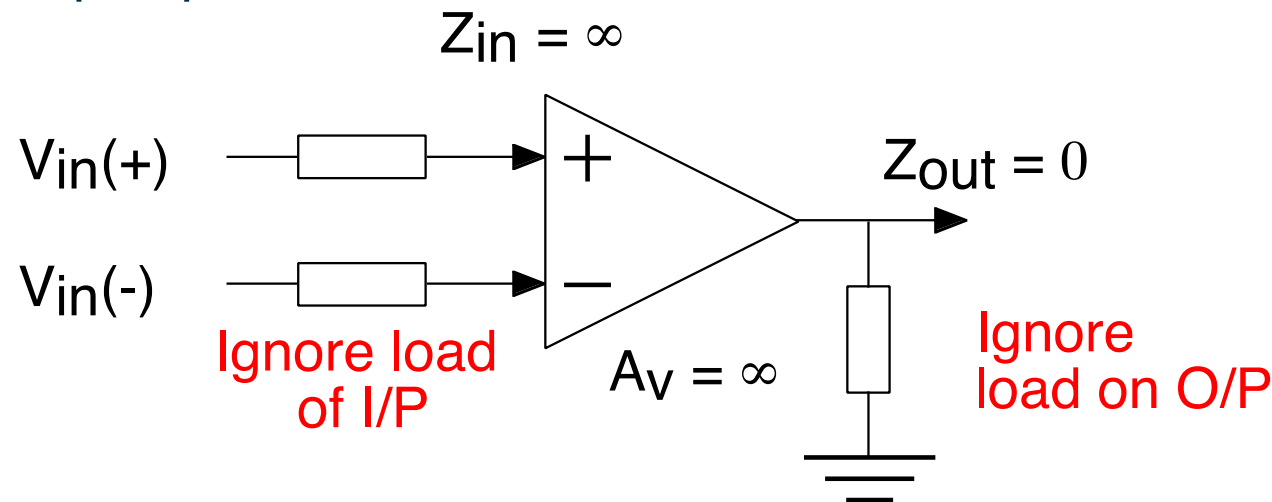 Zin = ∞
Vin(+)
+
Zout = 0
Vin(-)
−
Ignore load
of I/P
Av = ∞
Ignore
load on O/P